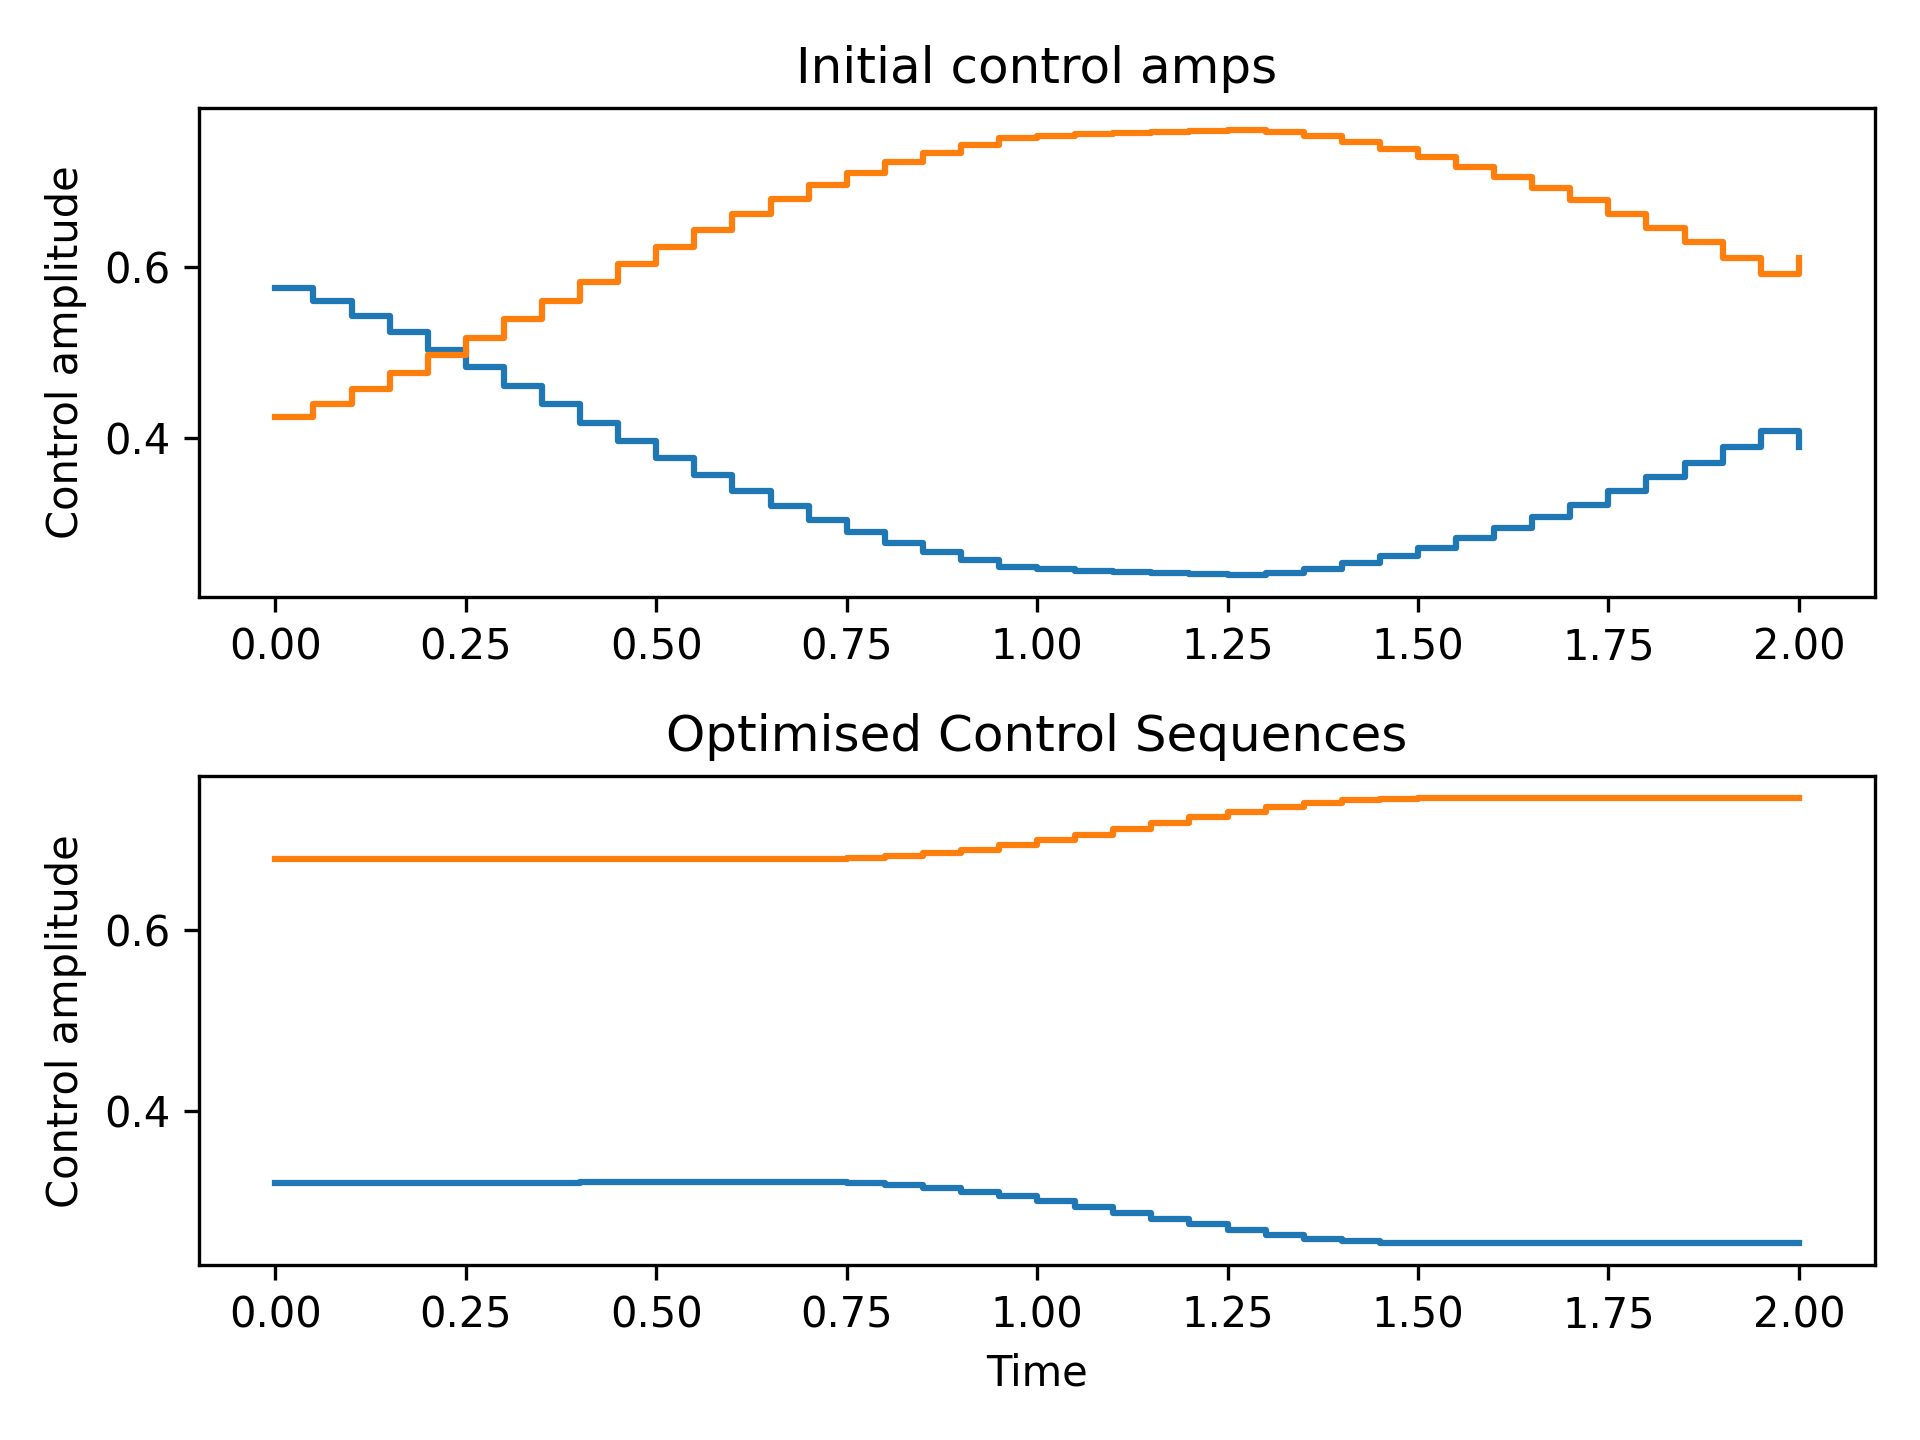 Initial control amps
Control amplitude
0.6
0.4
0.00 0.25 0.50 0.75 1.00 1.25 1.50 1.75 2.00
Optimised Control Sequences
Control amplitude
0.6
0.4
0.00 0.25 0.50 0.75 1.00 1.25 1.50 1.75 2.00
Time